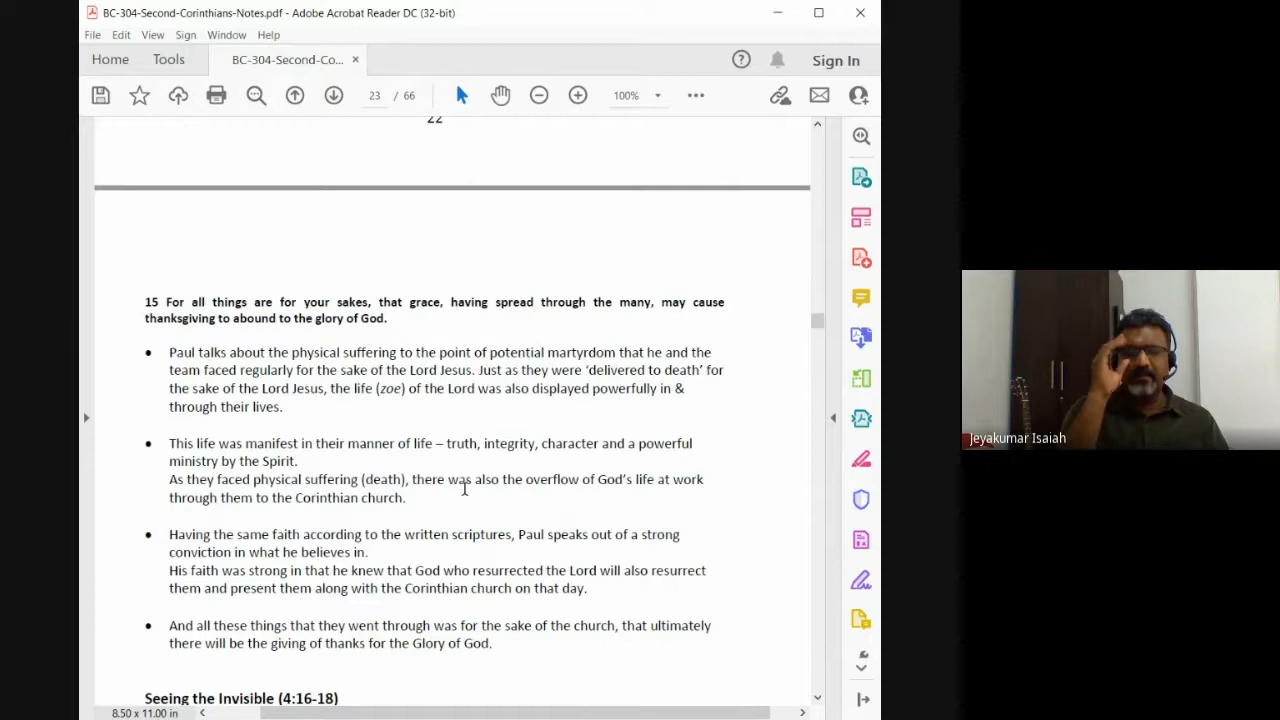 BC-304-Second-Corinthians-Notes.pdf - Adobe Acrobat Reader DC (32-bit)
File Edit View Sign Window Help
Home Tools BC-304-Second-Co... × Sign In
23 / 66 100%
22
15 For all things are for your sakes, that grace, having spread through the many, may cause
thanksgiving to abound to the glory of God.
• Paul talks about the physical suffering to the point of potential martyrdom that he and the
team faced regularly for the sake of the Lord Jesus. Just as they were ‘delivered to death’ for
the sake of the Lord Jesus, the life (zoe) of the Lord was also displayed powerfully in &
through their lives.
• This life was manifest in their manner of life – truth, integrity, character and a powerful
ministry by the Spirit.
As they faced physical suffering (death), there was also the overflow of God’s life at work
through them to the Corinthian church.
• Having the same faith according to the written scriptures, Paul speaks out of a strong
conviction in what he believes in.
His faith was strong in that he knew that God who resurrected the Lord will also resurrect
them and present them along with the Corinthian church on that day.
• And all these things that they went through was for the sake of the church, that ultimately
there will be the giving of thanks for the Glory of God.
Seeing the Invisible (4:16-18)
8.50 x 11.00 in
Jeyakumar Isaiah